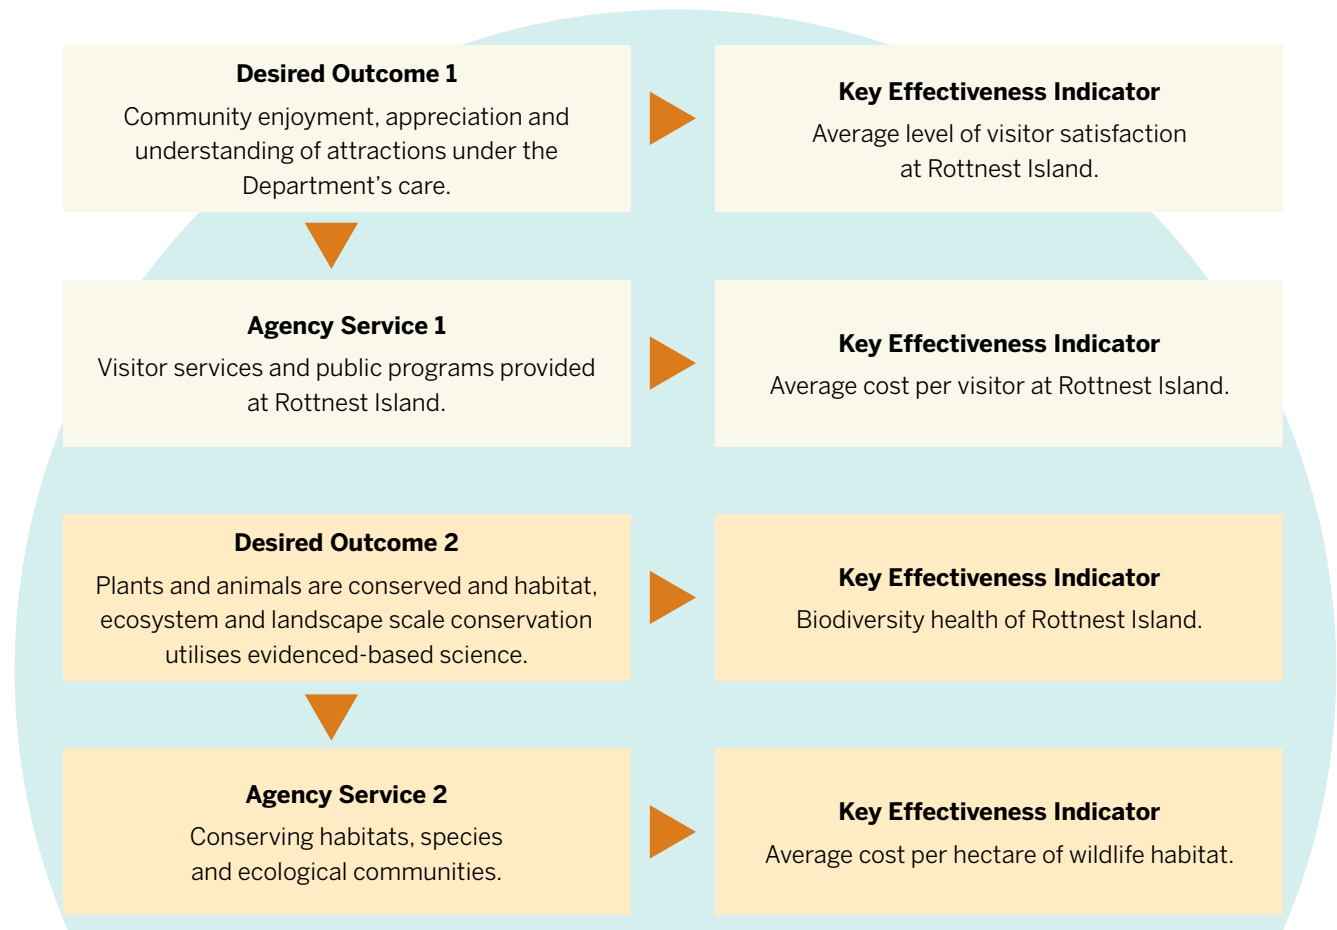 Desired Outcome 1
Community enjoyment, appreciation and
understanding of attractions under the
Department’s care.
Key Effectiveness Indicator
Average level of visitor satisfaction
at Rottnest Island.
Agency Service 1
Visitor services and public programs provided
at Rottnest Island.
Key Effectiveness Indicator
Average cost per visitor at Rottnest Island.
Desired Outcome 2
Plants and animals are conserved and habitat,
ecosystem and landscape scale conservation
utilises evidenced-based science.
Key Effectiveness Indicator
Biodiversity health of Rottnest Island.
Agency Service 2
Conserving habitats, species
and ecological communities.
Key Effectiveness Indicator
Average cost per hectare of wildlife habitat.